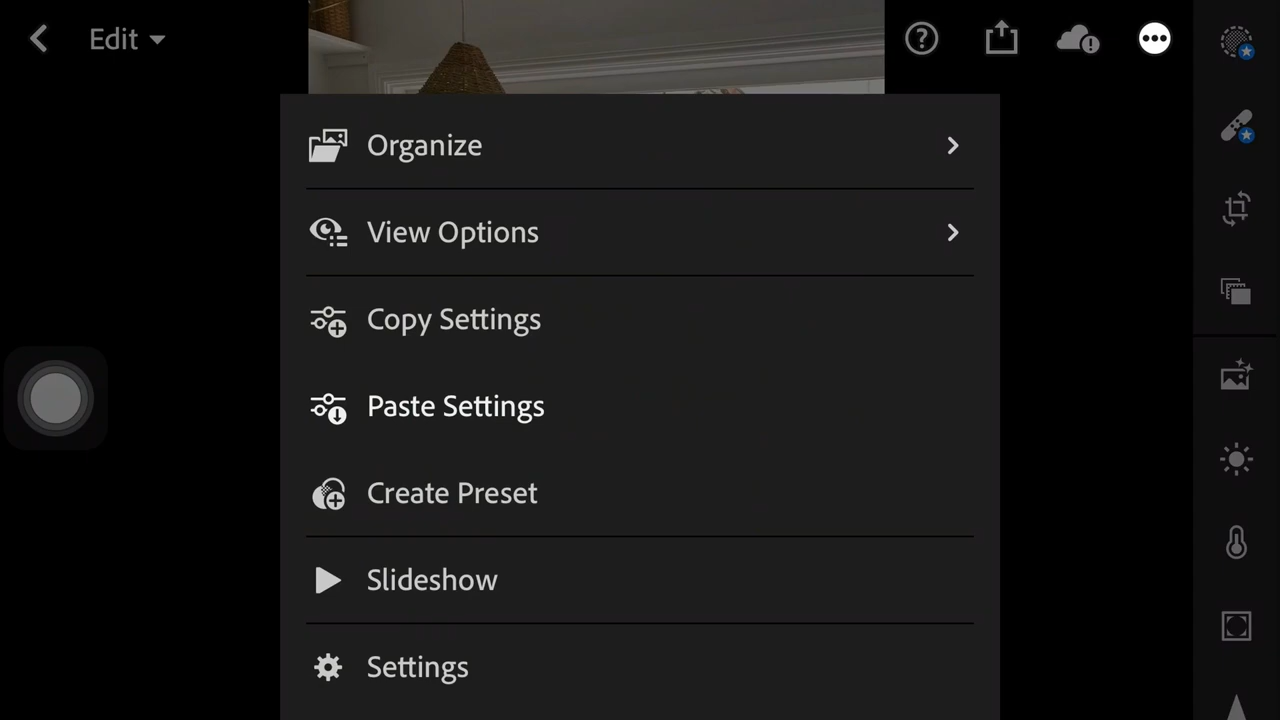 Edit
Organize
View Options
Copy Settings
Paste Settings
Create Preset
Slideshow
Settings